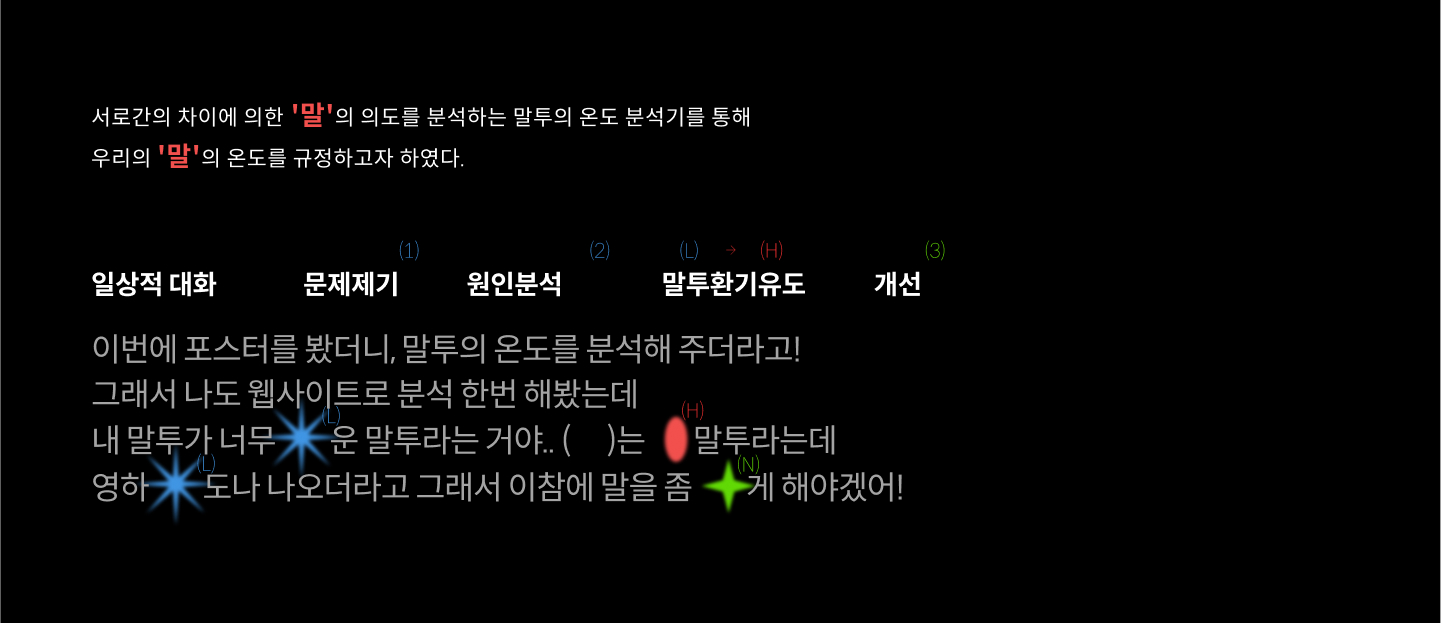 서로간의 차이에 의한 '말'의 의도를 분석하는 말투의 온도 분석기를 통해
우리의 '말'의 온도를 규정하고자 하였다.
(1) (2) (L) → (H) (3)
일상적 대화 문제제기 원인분석 말투환기유도 개선
이번에 포스터를 봤더니, 말투의 온도를 분석해 주더라고!
그래서 나도 웹사이트로 분석 한번 해봤는데
(L) (H)
내 말투가 너무 운 말투라는 거야.. ( )는 말투라는데
(L) (N)
영하 도나 나오더라고 그래서 이참에 말을 좀 게 해야겠어!